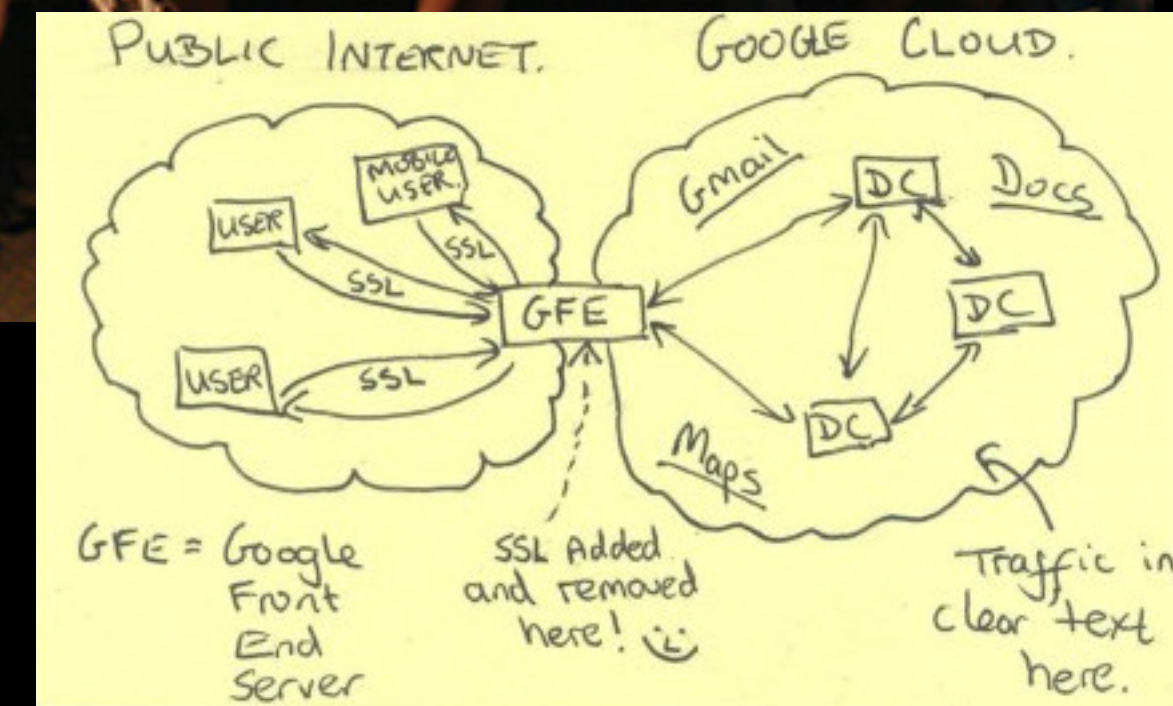 PUBLIC INTERNET.
GOOGLE CLOUD.
MOBILE
USER.
USER
SSL
SSL
GFE
USER
SSL
Gmail
DC
Docs
DC
DC
Maps
GFE = Google
Front
End
Server
SSL Added
and removed
here!
Traffic in
clear text
here.